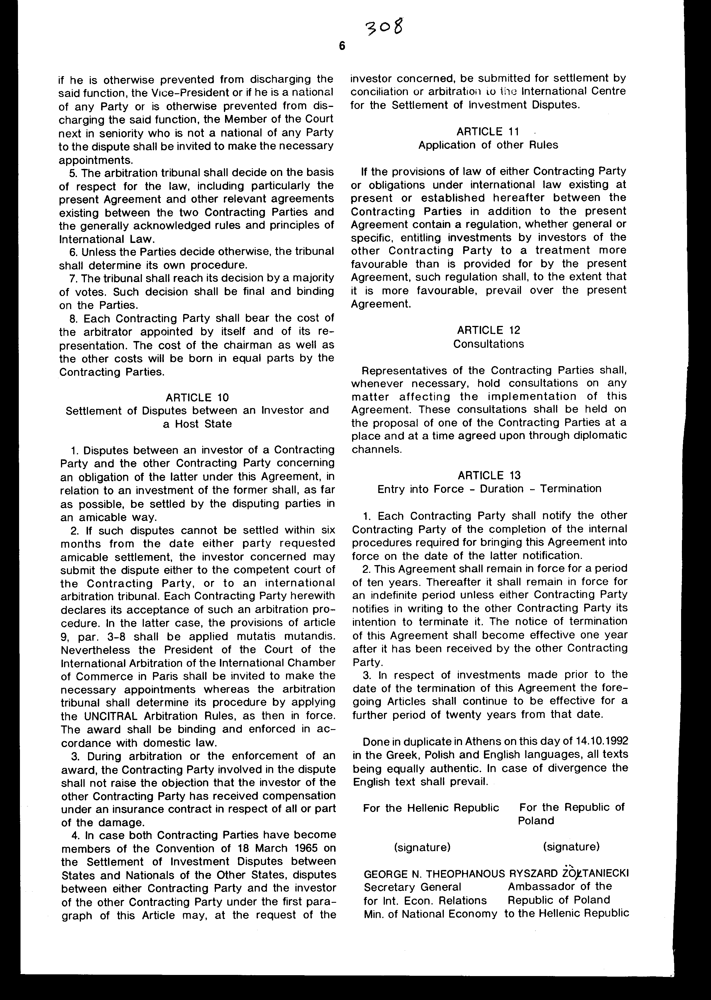 308
6
if he is otherwise prevented from discharging the
said function, the Vice-President or if he is a national
of any Party or is otherwise prevented from dis-
charging the said function, the Member of the Court
next in seniority who is not a national of any Party
to the dispute shall be invited to make the necessary
appointments.
5. The arbitration tribunal shall decide on the basis
of respect for the law, including particularly the
present Agreement and other relevant agreements
existing between the two Contracting Parties and
the generally acknowledged rules and principles of
International Law.
6. Unless the Parties decide otherwise, the tribunal
shall determine its own procedure.
7. The tribunal shall reach its decision by a majority
of votes. Such decision shall be final and binding
on the Parties.
8. Each Contracting Party shall bear the cost of
the arbitrator appointed by itself and of its re-
presentation. The cost of the chairman as well as
the other costs will be born in equal parts by the
Contracting Parties.
ARTICLE 10
Settlement of Disputes between an Investor and
a Host State
1. Disputes between an investor of a Contracting
Party and the other Contracting Party concerning
an obligation of the latter under this Agreement, in
relation to an investment of the former shall, as far
as possible, be settled by the disputing parties in
an amicable way.
2. If such disputes cannot be settled within six
months from the date either party requested
amicable settlement, the investor concerned may
submit the dispute either to the competent court of
the Contracting Party, or to an international
arbitration tribunal. Each Contracting Party herewith
declares its acceptance of such an arbitration pro-
cedure. In the latter case, the provisions of article
9, par. 3-8 shall be applied mutatis mutandis.
Nevertheless the President of the Court of the
International Arbitration of the International Chamber
of Commerce in Paris shall be invited to make the
necessary appointments whereas the arbitration
tribunal shall determine its procedure by applying
the UNCITRAL Arbitration Rules, as then in force.
The award shall be binding and enforced in ac-
cordance with domestic law.
3. During arbitration or the enforcement of an
award, the Contracting Party involved in the dispute
shall not raise the objection that the investor of the
other Contracting Party has received compensation
under an insurance contract in respect of all or part
of the damage.
4. In case both Contracting Parties have become
members of the Convention of 18 March 1965 on
the Settlement of Investment Disputes between
States and Nationals of the Other States, disputes
between either Contracting Party and the investor
of the other Contracting Party under the first para-
graph of this Article may, at the request of the
investor concerned, be submitted for settlement by
conciliation or arbitration to the International Centre
for the Settlement of Investment Disputes.
ARTICLE 11
Application of other Rules
If the provisions of law of either Contracting Party
or obligations under international law existing at
present or established hereafter between the
Contracting Parties in addition to the present
Agreement contain a regulation, whether general or
specific, entitling investments by investors of the
other Contracting Party to a treatment more
favourable than is provided for by the present
Agreement, such regulation shall, to the extent that
it is more favourable, prevail over the present
Agreement.
ARTICLE 12
Consultations
Representatives of the Contracting Parties shall,
whenever necessary, hold consultations on any
matter affecting the implementation of this
Agreement. These consultations shall be held on
the proposal of one of the Contracting Parties at a
place and at a time agreed upon through diplomatic
channels.
ARTICLE 13
Entry into Force - Duration - Termination
1. Each Contracting Party shall notify the other
Contracting Party of the completion of the internal
procedures required for bringing this Agreement into
force on the date of the latter notification.
2. This Agreement shall remain in force for a period
of ten years. Thereafter it shall remain in force for
an indefinite period unless either Contracting Party
notifies in writing to the other Contracting Party its
intention to terminate it. The notice of termination
of this Agreement shall become effective one year
after it has been received by the other Contracting
Party.
3. In respect of investments made prior to the
date of the termination of this Agreement the fore-
going Articles shall continue to be effective for a
further period of twenty years from that date.
Done in duplicate in Athens on this day of 14.10.1992
in the Greek, Polish and English languages, all texts
being equally authentic. In case of divergence the
English text shall prevail.
For the Hellenic Republic For the Republic of
Poland
(signature) (signature)
GEORGE N. THEOPHANOUS RYSZARD ŻÓŁTANIECKI
Secretary General Ambassador of the
for Int. Econ. Relations Republic of Poland
Min. of National Economy to the Hellenic Republic